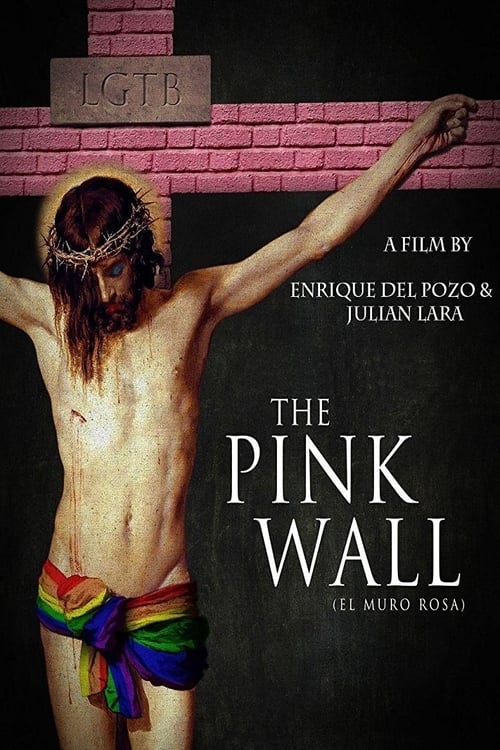 LGTB
A FILM BY
ENRIQUE DEL POZO &
JULIAN LARA
THE
PINK
WALL
(EL MURO ROSA)